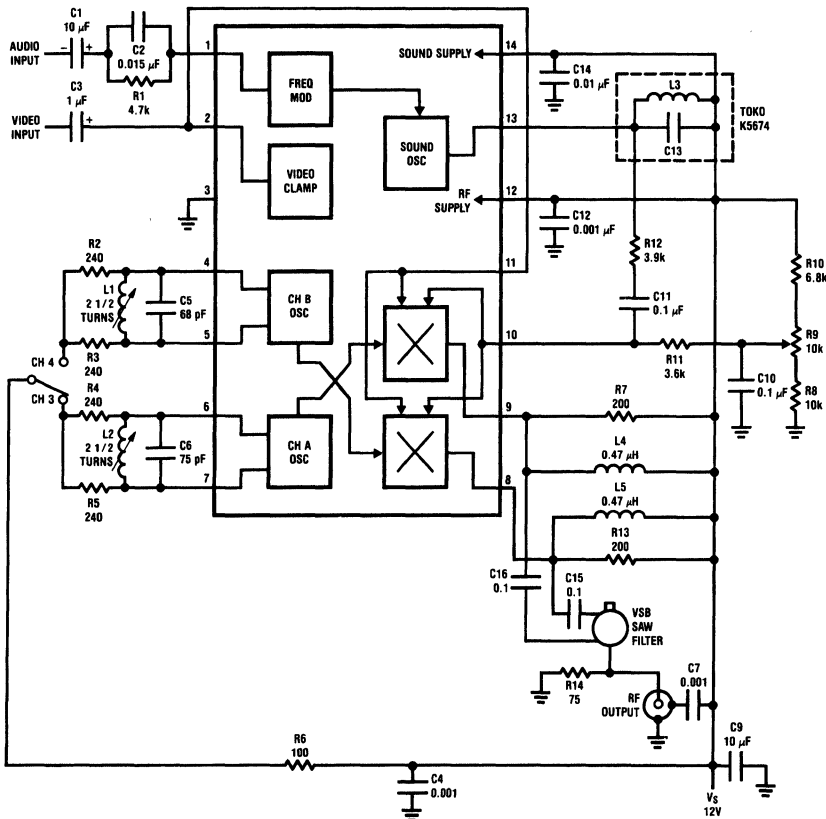 C1
10 µF
AUDIO
INPUT
C2
0.015 µF
R1
4.7k
C3
1 µF
VIDEO
INPUT
1
2
3
4
5
6
7
FREQ
MOD
VIDEO
CLAMP
SOUND
OSC
SOUND SUPPLY
RF
SUPPLY
CH B
OSC
CH A
OSC
14
13
12
11
10
9
8
C14
0.01 µF
L3
C13
TOKO
K5674
C12
0.001 µF
R12
3.9k
C11
0.1 µF
R10
6.8k
R9
10k
R8
10k
R11
3.6k
C10
0.1 µF
R2
240
L1
2 1/2
TURNS
C5
68 pF
R3
240
CH 4
CH 3
R4
240
L2
2 1/2
TURNS
C6
75 pF
R5
240
R7
200
L4
0.47 µH
L5
0.47 µH
R13
200
C16
0.1
C15
0.1
VSB
SAW
FILTER
R14
75
RF
OUTPUT
C7
0.001
C9
10 µF
R6
100
C4
0.001
VS
12V